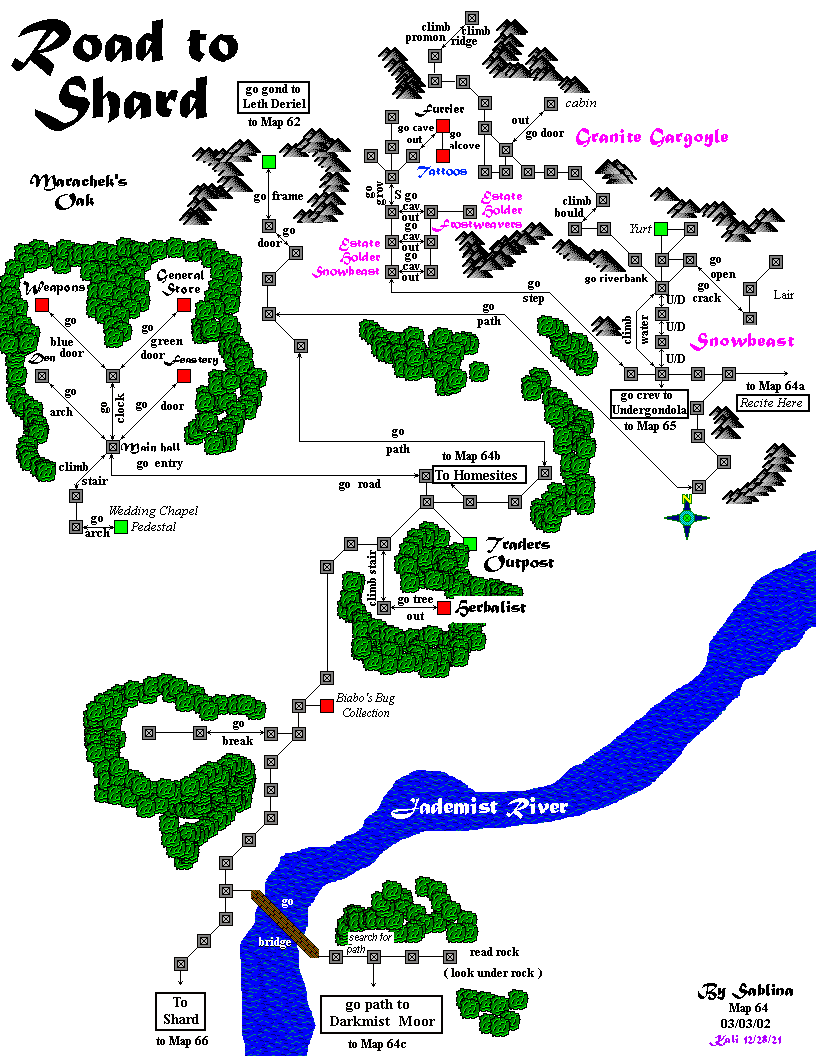 Road to
Shard
climb
promon
climb
ridge
go gond to
Leth Deriel
to Map 62
cabin
out
go door
Granite Gargoyle
Furrier
go cave
out
go
alcove
Tattoos
Marachek's
Oak
go frame
go
door
go
grov
S
go
cav
out
go
cav
out
go
cav
out
Estate
Holder
Frostweavers
Estate
Holder
Snowbeast
climb
bould
Yurt
go riverbank
go
open
go
crack
Lair
U/D
U/D
U/D
climb
water
Snowbeast
go
step
go
path
Weapons
General
Store
go
blue
door
go
green
door
Den
Feastery
go
arch
go
clock
go
door
Main hall
go entry
climb
stair
go
arch
Wedding Chapel
Pedestal
to Map 64a
Recite Here
go crev to
Undergondola
to Map 65
go
path
to Map 64b
To Homesites
go road
N
Traders
Outpost
climb stair
go tree
out
Herbalist
Biabo's Bug
Collection
go
break
Jademist River
go
bridge
search for
path
read rock
( look under rock )
To
Shard
to Map 66
go path to
Darkmist Moor
to Map 64c
By Sablina
Map 64
03/03/02
Kali 12/28/21